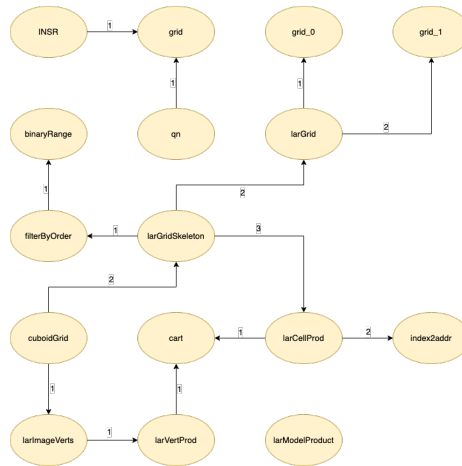 INSR
1
grid
grid_0
grid_1
1
1
2
binaryRange
qn
larGrid
1
2
filterByOrder
1
larGridSkeleton
3
2
cuboidGrid
cart
1
larCellProd
2
index2addr
1
1
larImageVerts
1
larVertProd
larModelProduct